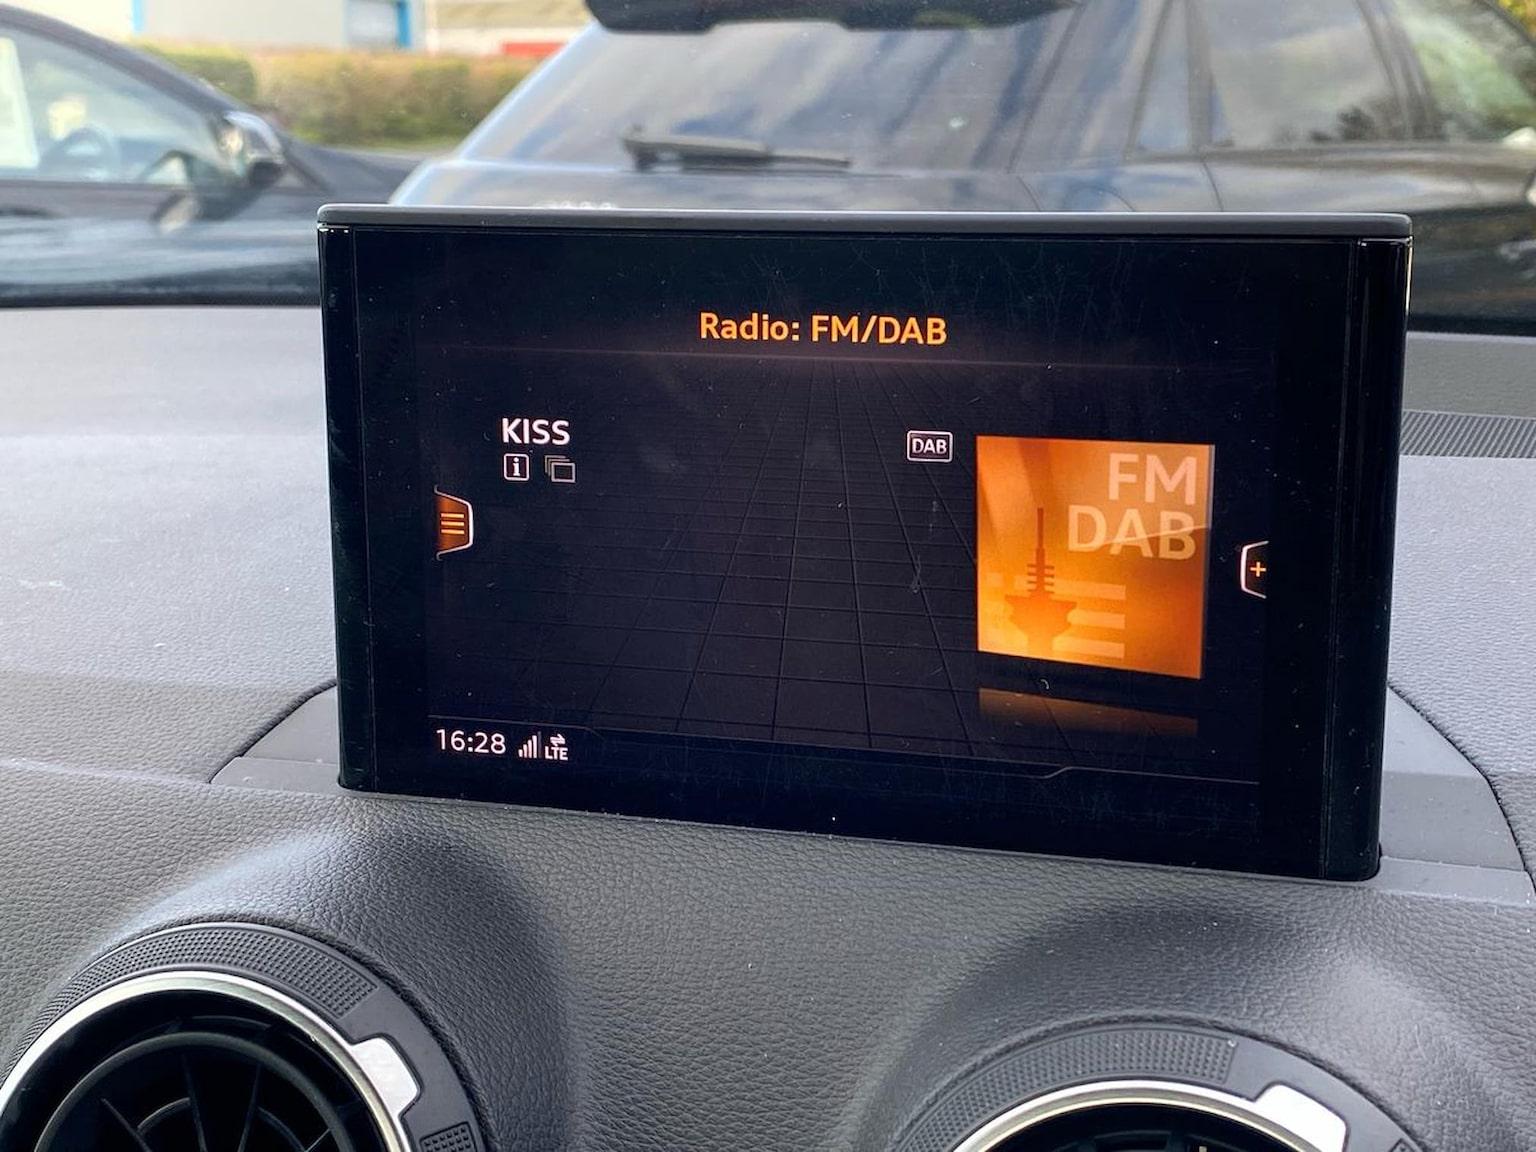 Radio: FM/DAB
KISS
DAB
FM
DAB
16:28
LTE